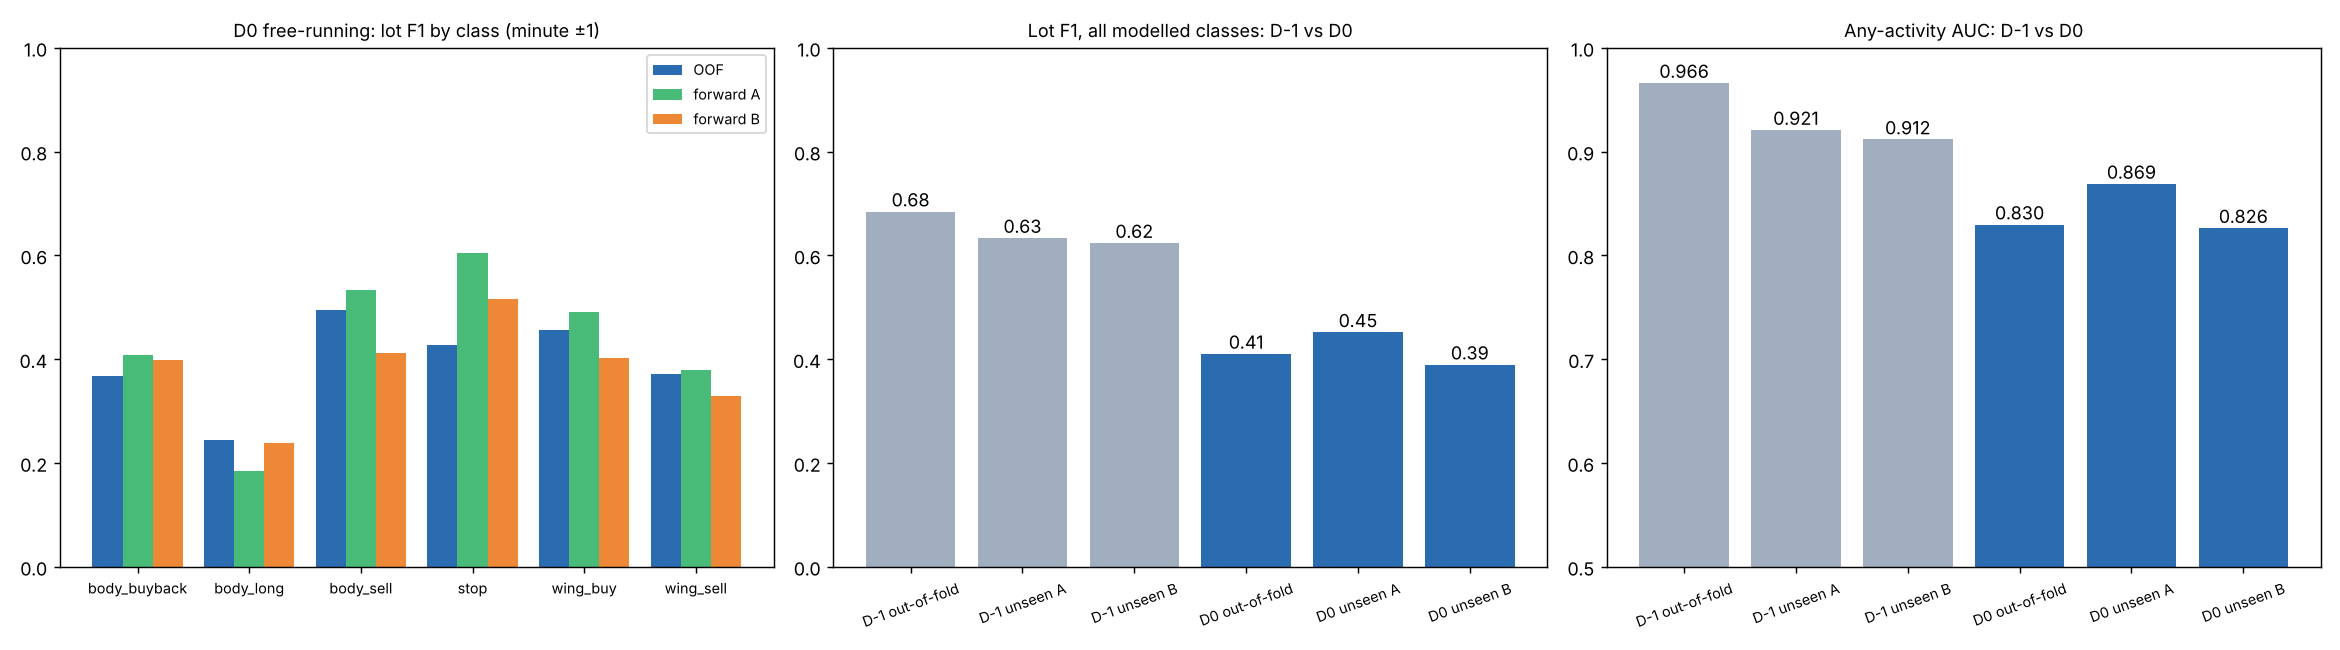 D0 free-running: lot F1 by class (minute ±1)
1.0
0.8
0.6
0.4
0.2
0.0
OOF
forward A
forward B
body_buyback
body_long
body_sell
stop
wing_buy
wing_sell
Lot F1, all modelled classes: D-1 vs D0
1.0
0.8
0.6
0.4
0.2
0.0
0.68
0.63
0.62
0.41
0.45
0.39
D-1 out-of-fold
D-1 unseen A
D-1 unseen B
D0 out-of-fold
D0 unseen A
D0 unseen B
Any-activity AUC: D-1 vs D0
1.0
0.9
0.8
0.7
0.6
0.5
0.966
0.921
0.912
0.830
0.869
0.826
D-1 out-of-fold
D-1 unseen A
D-1 unseen B
D0 out-of-fold
D0 unseen A
D0 unseen B